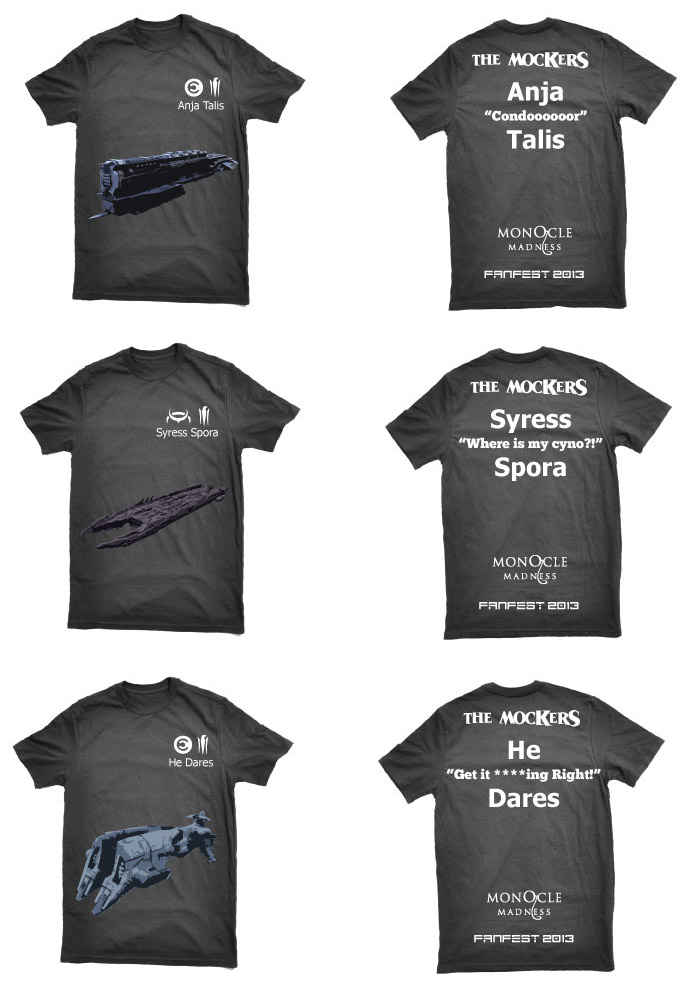 Anja Talis
THE MOCKERS
Anja
“Condoooooor”
Talis
MONOCLE
MADNESS
FANFEST 2013
Syress Spora
THE MOCKERS
Syress
“Where is my cyno?!”
Spora
MONOCLE
MADNESS
FANFEST 2013
He Dares
THE MOCKERS
He
“Get it ****ing Right!”
Dares
MONOCLE
MADNESS
FANFEST 2013